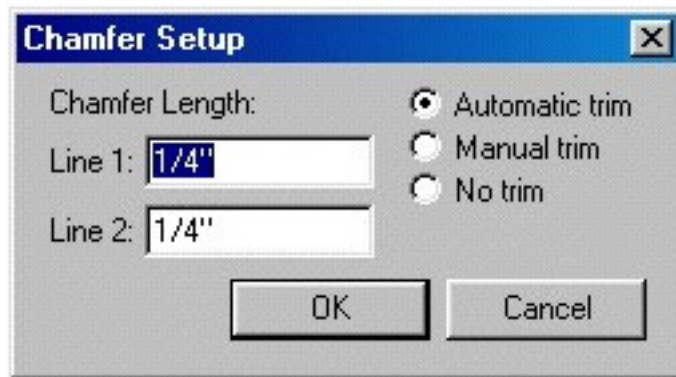 Chamfer Setup
Chamfer Length:
Line 1: 1/4"
Line 2: 1/4"
Automatic trim
Manual trim
No trim
OK
Cancel